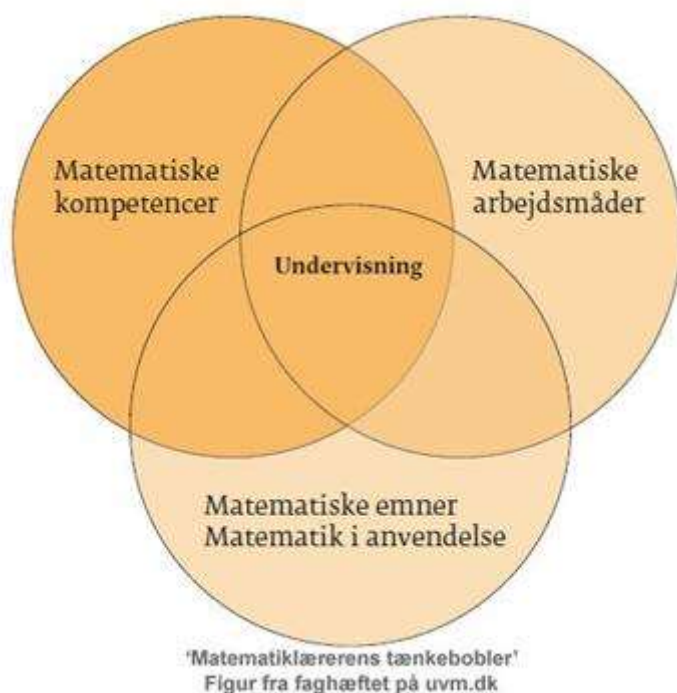 Matematiske
kompetencer
Matematiske
arbejdsmåder
Undervisning
Matematiske emner
Matematik i anvendelse
‘Matematiklærerens tænkebobler’
Figur fra faghæftet på uvm.dk